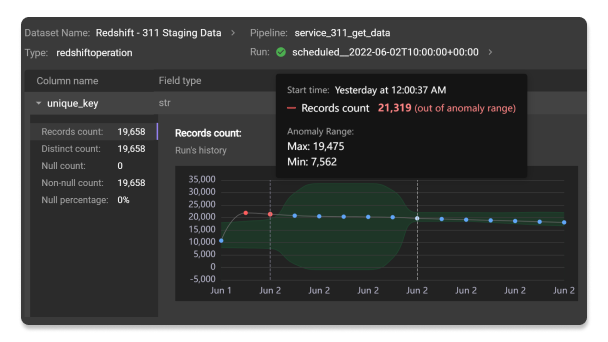 Dataset Name: Redshift - 311 Staging Data > Pipeline: service_311_get_data
Type: redshiftoperation Run: scheduled__2022-06-02T10:00:00+00:00 >
Column name Field type
unique_key str
Start time: Yesterday at 12:00:37 AM
Records count 21,319 (out of anomaly range)
Anomaly Range:
Max: 19,475
Min: 7,562
Records count: 19,658
Distinct count: 19,658
Null count: 0
Non-null count: 19,658
Null percentage: 0%
Records count:
Run's history
35,000
30,000
25,000
20,000
15,000
10,000
5,000
0
-5,000
Jun 1 Jun 2 Jun 2 Jun 2 Jun 2 Jun 2 Jun 2 Jun 2